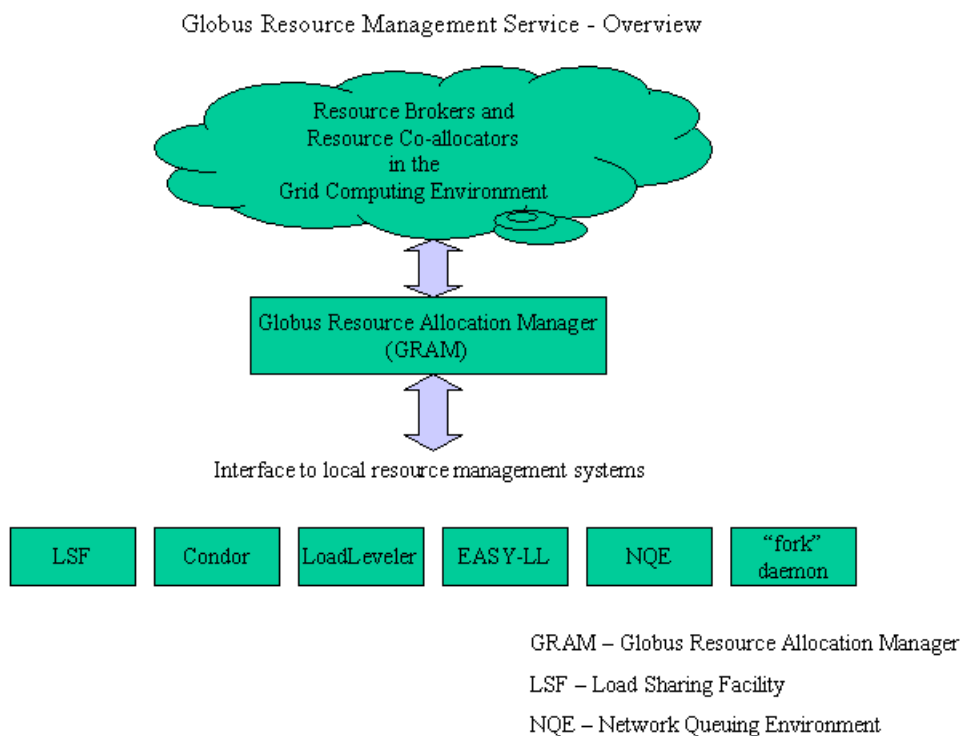 Globus Resource Management Service - Overview
Resource Brokers and
Resource Co-allocators
in the
Grid Computing Environment
Globus Resource Allocation Manager
(GRAM)
Interface to local resource management systems
LSF
Condor
LoadLeveler
EASY-LL
NQE
“fork”
daemon
GRAM – Globus Resource Allocation Manager
LSF – Load Sharing Facility
NQE – Network Queuing Environment